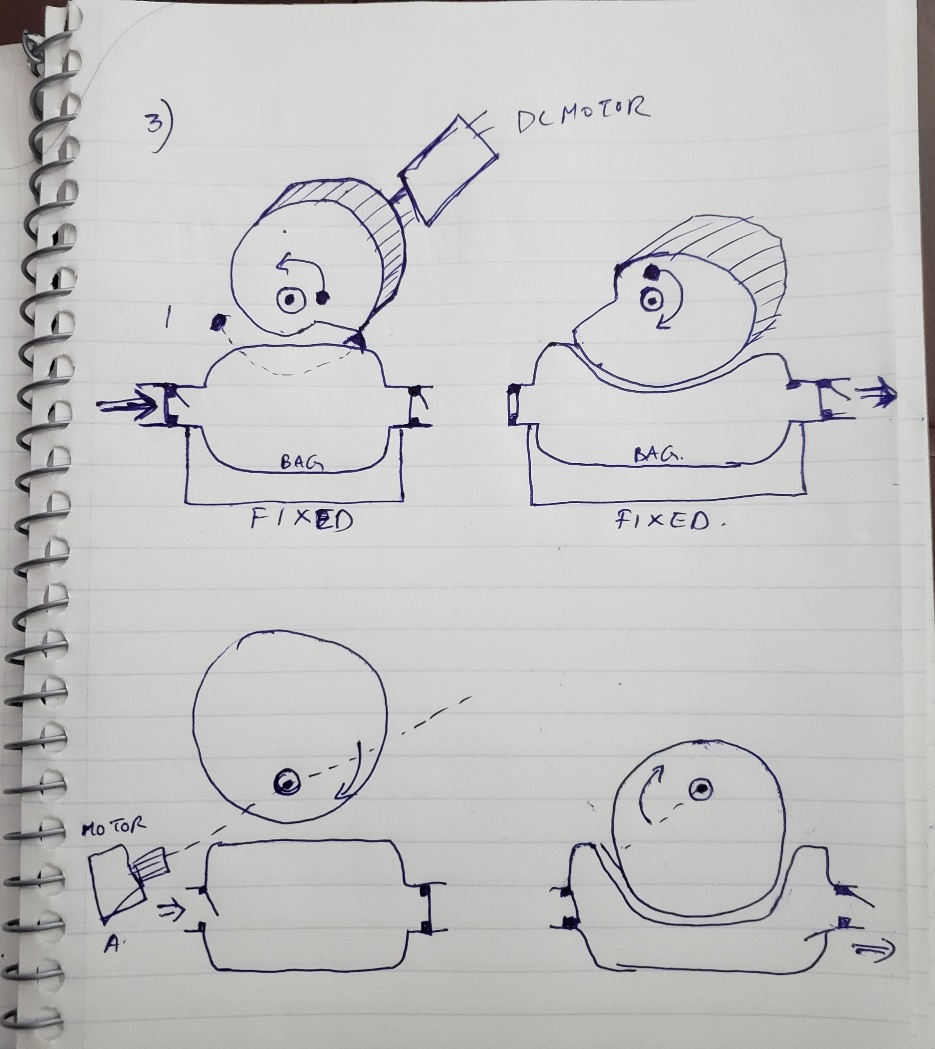 3)
DC MOTOR
1
BAG
BAG.
FIXED
FIXED.
MOTOR
A.